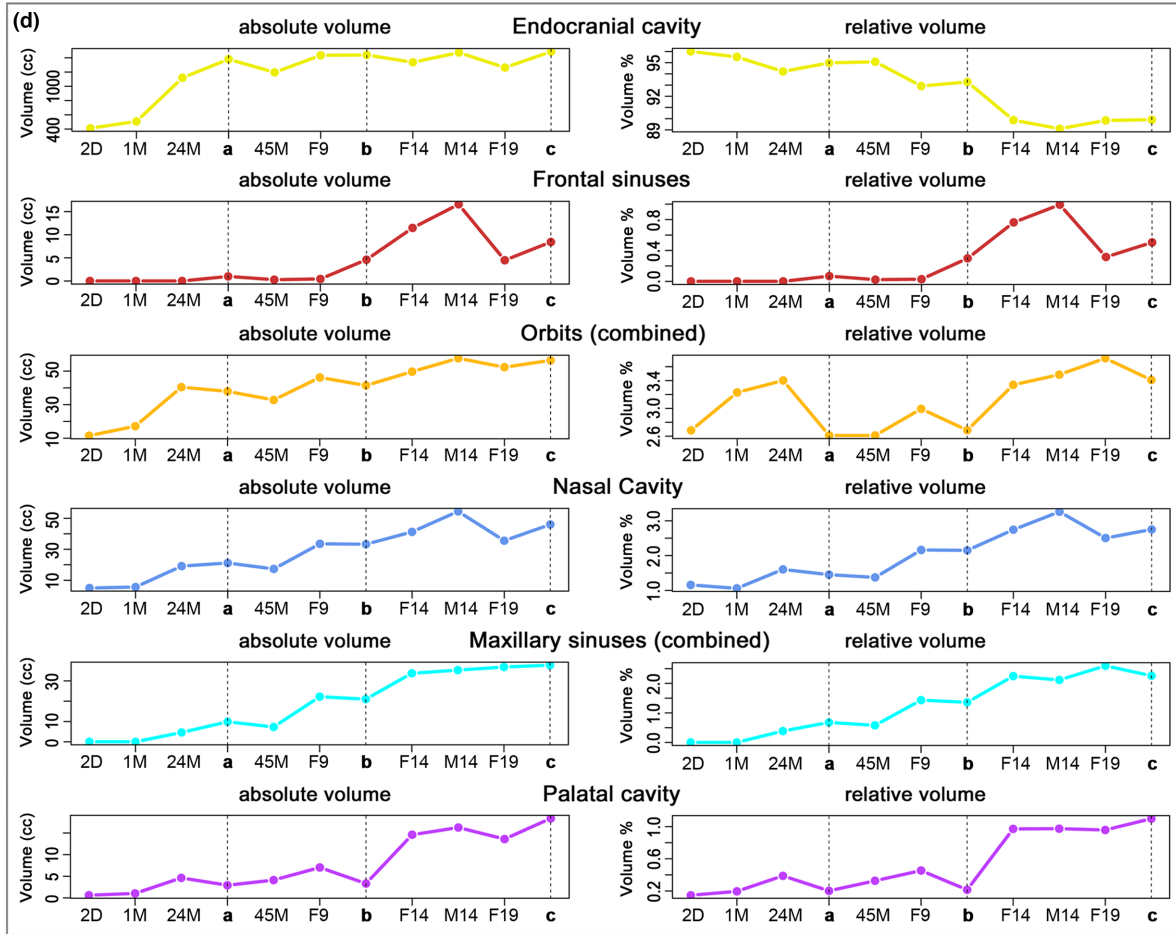 (d)
absolute volume Endocranial cavity relative volume
Volume (cc) 400 1000
2D 1M 24M a 45M F9 b F14 M14 F19 c
Volume % 89 92 95
2D 1M 24M a 45M F9 b F14 M14 F19 c
absolute volume Frontal sinuses relative volume
Volume (cc) 0 5 10 15
2D 1M 24M a 45M F9 b F14 M14 F19 c
Volume % 0.0 0.4 0.8
2D 1M 24M a 45M F9 b F14 M14 F19 c
absolute volume Orbits (combined) relative volume
Volume (cc) 10 30 50
2D 1M 24M a 45M F9 b F14 M14 F19 c
Volume % 2.6 3.0 3.4
2D 1M 24M a 45M F9 b F14 M14 F19 c
absolute volume Nasal Cavity relative volume
Volume (cc) 10 30 50
2D 1M 24M a 45M F9 b F14 M14 F19 c
Volume % 1.0 2.0 3.0
2D 1M 24M a 45M F9 b F14 M14 F19 c
absolute volume Maxillary sinuses (combined) relative volume
Volume (cc) 0 10 30
2D 1M 24M a 45M F9 b F14 M14 F19 c
Volume % 0.0 1.0 2.0
2D 1M 24M a 45M F9 b F14 M14 F19 c
absolute volume Palatal cavity relative volume
Volume (cc) 0 5 10
2D 1M 24M a 45M F9 b F14 M14 F19 c
Volume % 0.2 0.6 1.0
2D 1M 24M a 45M F9 b F14 M14 F19 c